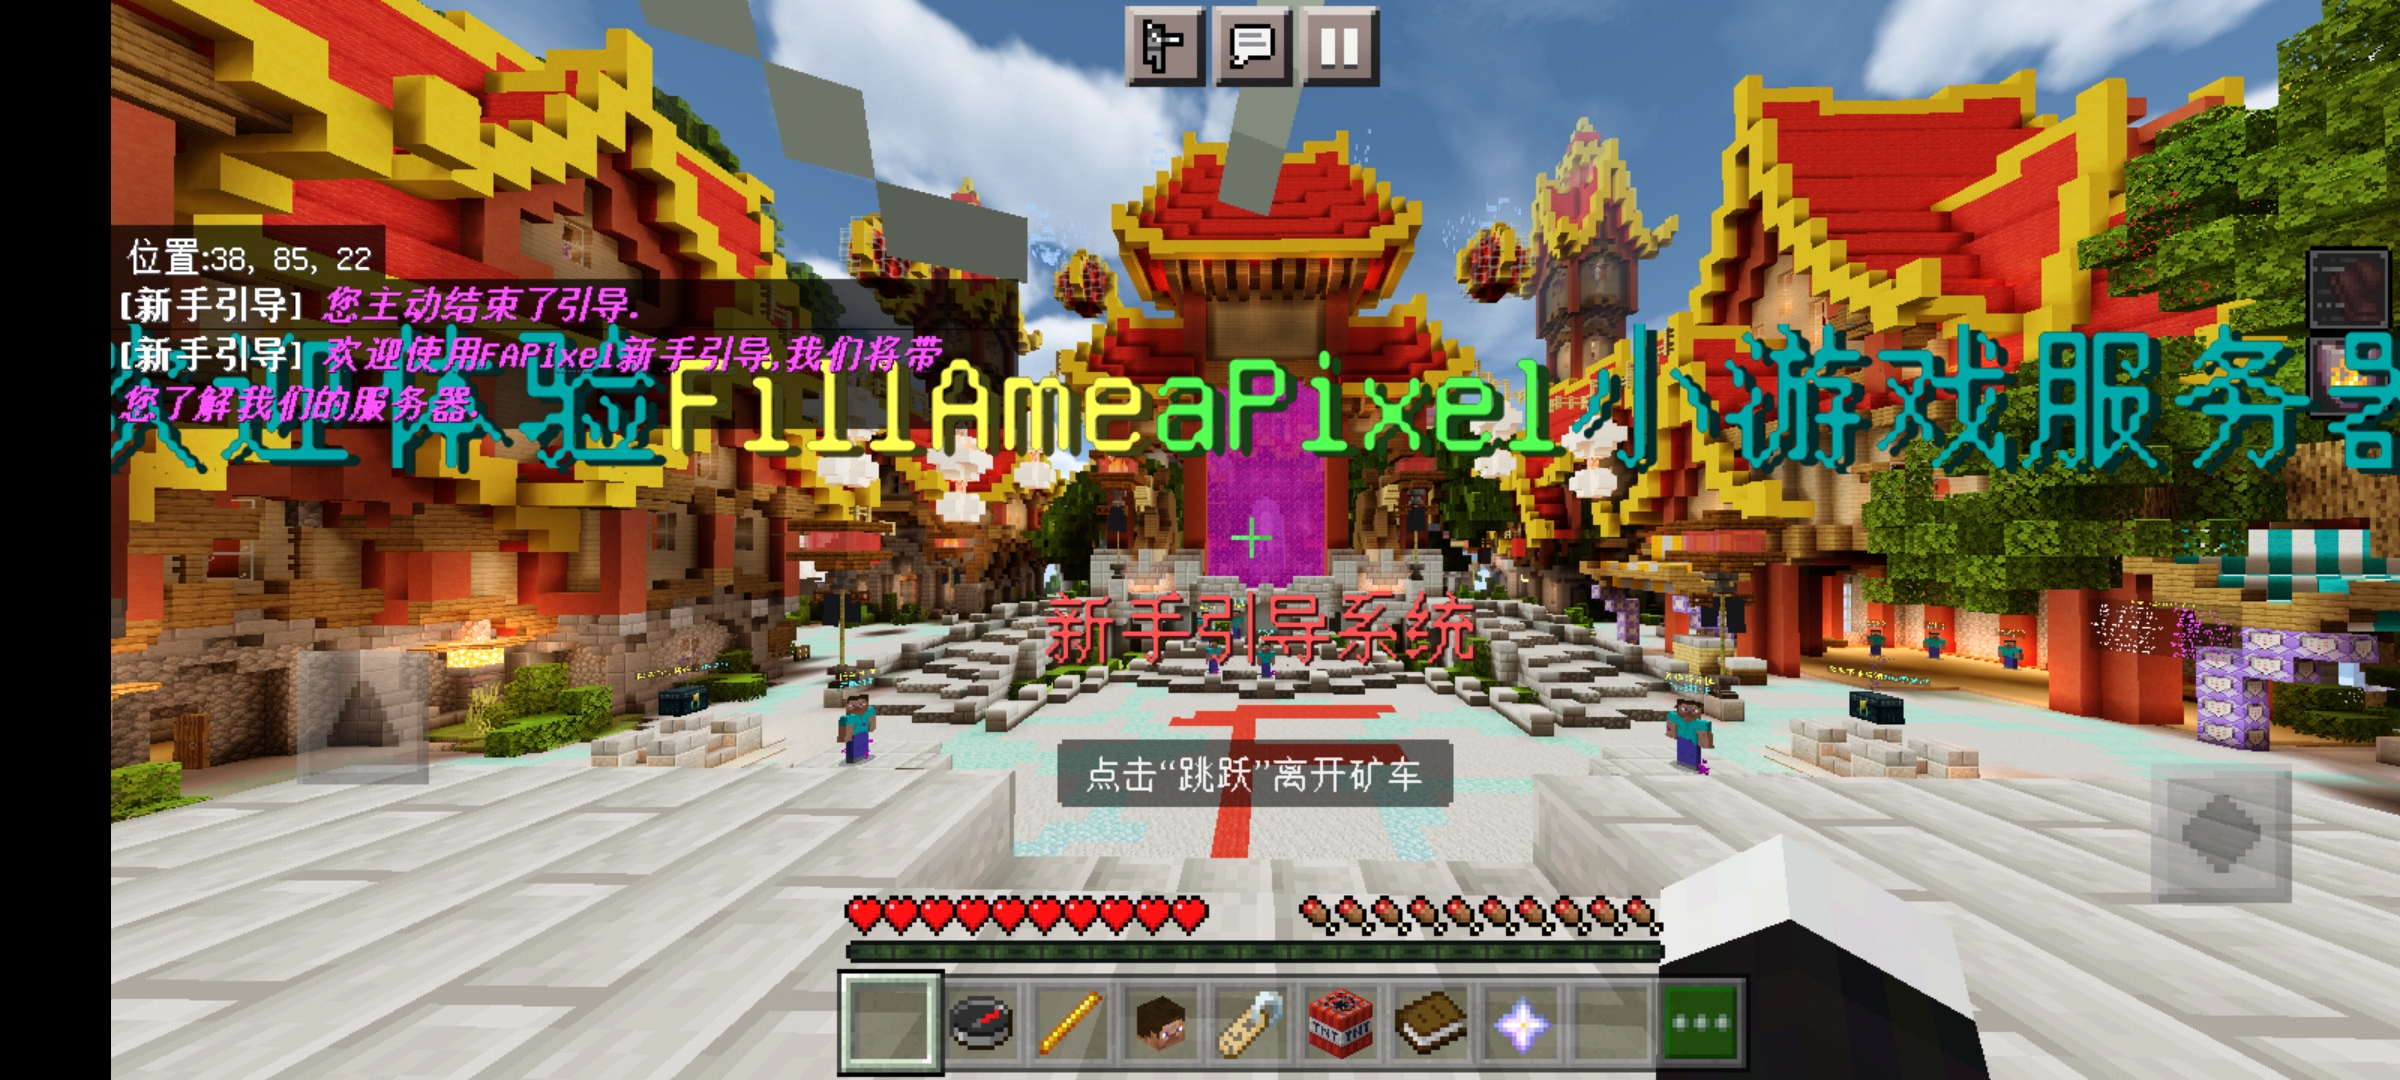 位置:38, 85, 22
[新手引导] 您主动结束了引导.
[新手引导] 欢迎使用FAPixel新手引导,我们将带
您了解我们的服务器.
欢迎体验FillAmeaPixel小游戏服务器
新手引导系统
点击“跳跃”离开矿车
TNT TNT